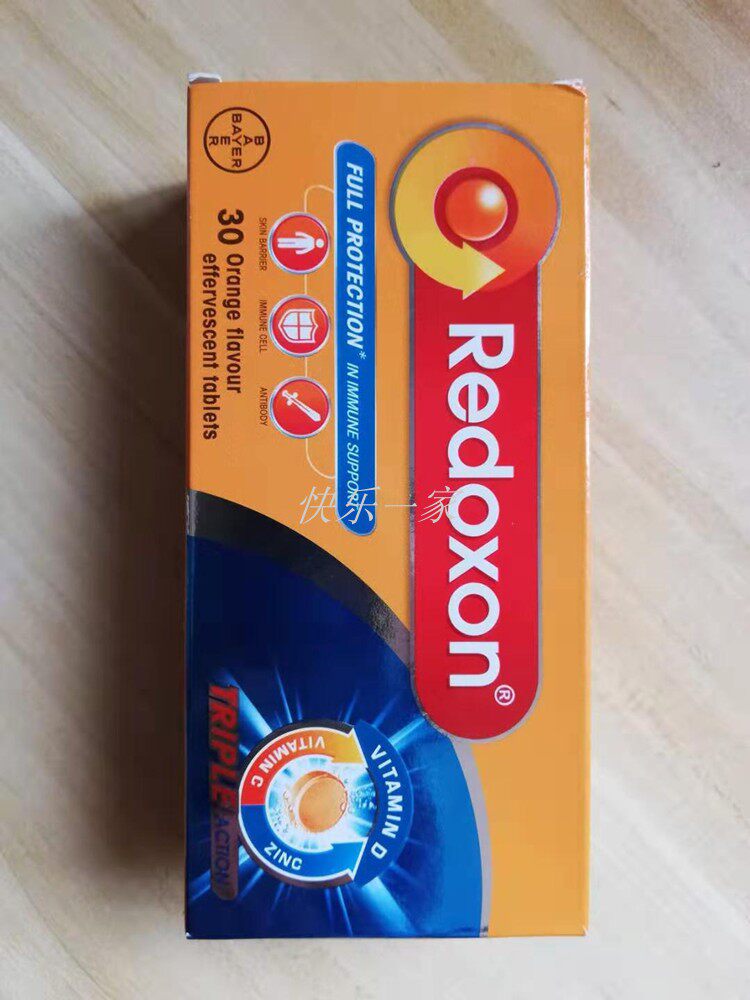 BAYER
BAYER
Redoxon®
FULL PROTECTION* IN IMMUNE SUPPORT
SKIN BARRIER
IMMUNE CELL
ANTIBODY
30 Orange flavour
effervescent tablets
快乐一家
VITAMIN D
VITAMIN C
ZINC
TRIPLE ACTION